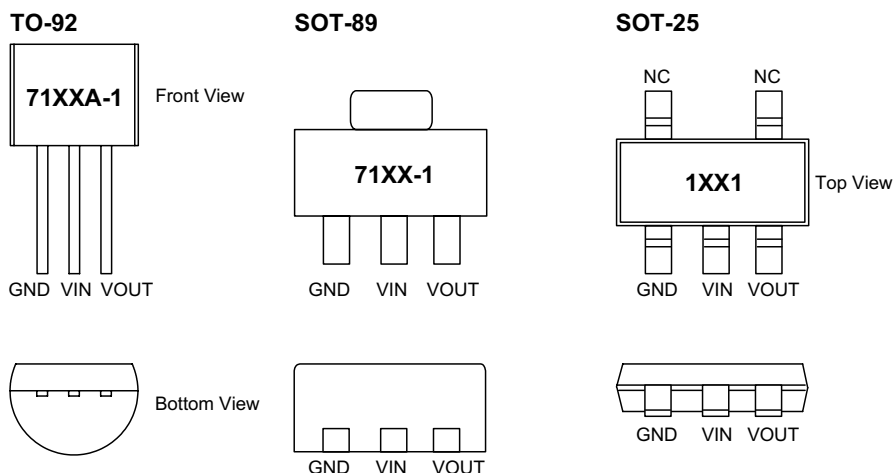 TO-92
SOT-89
SOT-25
NC NC
71XXA-1
Front View
71XX-1
1XX1
Top View
GND VIN VOUT
GND VIN VOUT
GND VIN VOUT
Bottom View
GND VIN VOUT
GND VIN VOUT